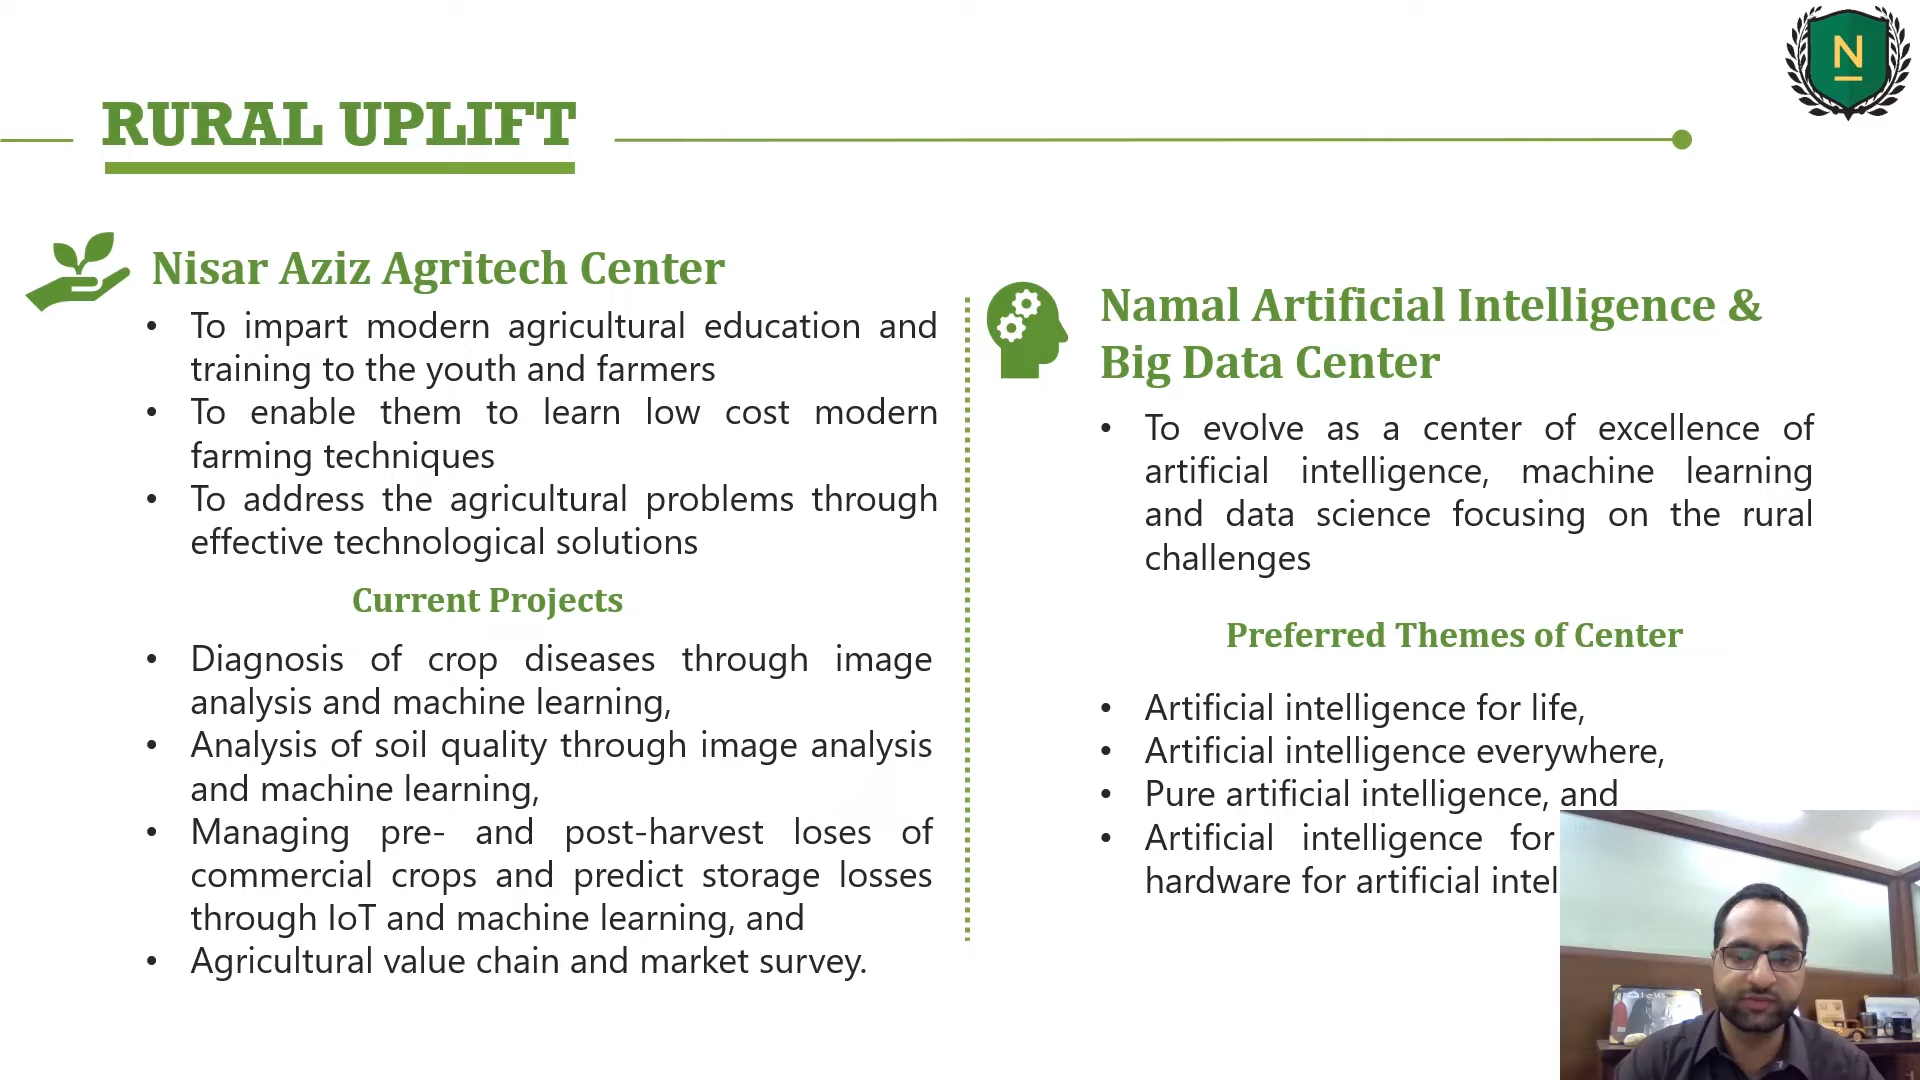 N
RURAL UPLIFT
Nisar Aziz Agritech Center
• To impart modern agricultural education and
training to the youth and farmers
• To enable them to learn low cost modern
farming techniques
• To address the agricultural problems through
effective technological solutions
Current Projects
• Diagnosis of crop diseases through image
analysis and machine learning,
• Analysis of soil quality through image analysis
and machine learning,
• Managing pre- and post-harvest loses of
commercial crops and predict storage losses
through IoT and machine learning, and
• Agricultural value chain and market survey.
Namal Artificial Intelligence &
Big Data Center
• To evolve as a center of excellence of
artificial intelligence, machine learning
and data science focusing on the rural
challenges
Preferred Themes of Center
• Artificial intelligence for life,
• Artificial intelligence everywhere,
• Pure artificial intelligence, and
• Artificial intelligence for
hardware for artificial intel